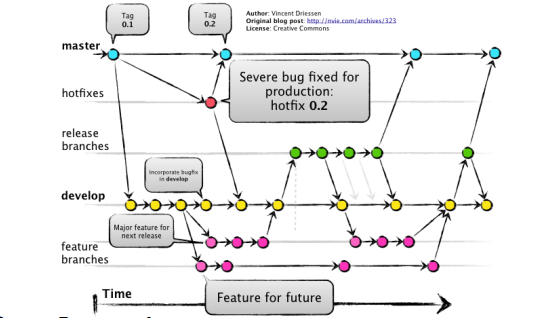 Tag
0.1
Tag
0.2
Author: Vincent Driessen
Original blog post: http://nvie.com/archives/323
License: Creative Commons
master
hotfixes
Severe bug fixed for
production:
hotfix 0.2
release
branches
Incorporate bugfix
in develop
develop
Major feature for
next release
feature
branches
Feature for future
Time